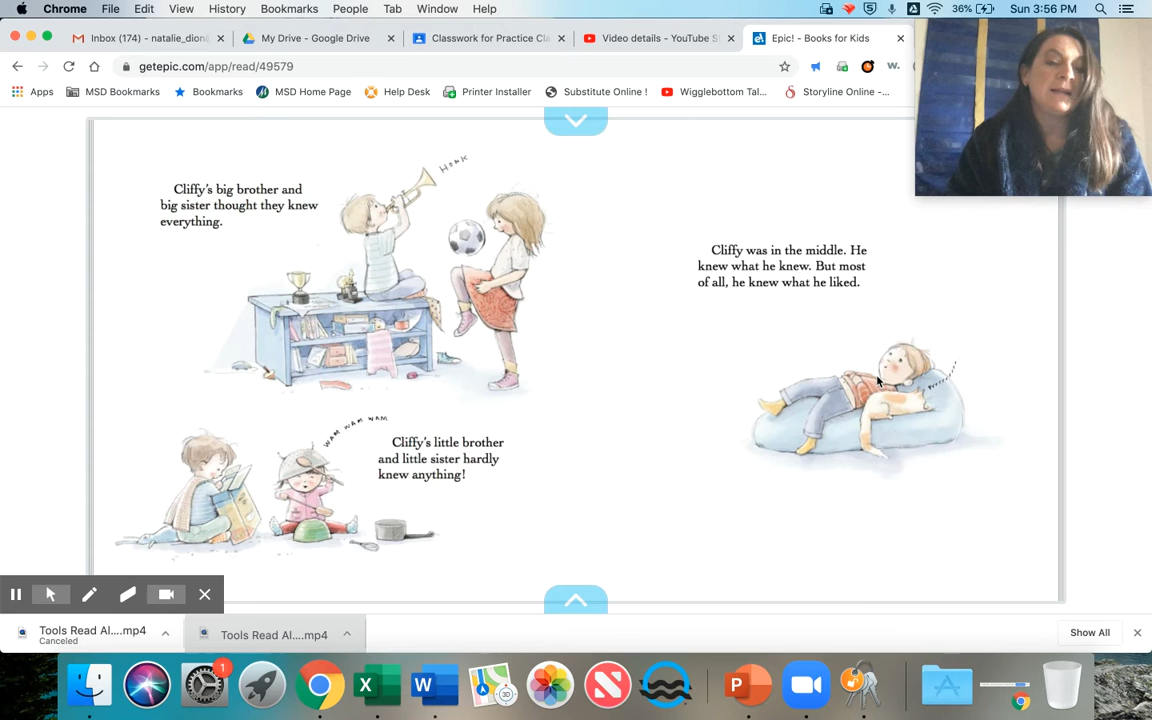 Chrome File Edit View History Bookmarks People Tab Window Help 36% Sun 3:56 PM
Inbox (174) - natalie_dion@ My Drive - Google Drive Classwork for Practice Cla Video details - YouTube S Epic! - Books for Kids
getepic.com/app/read/49579
Apps MSD Bookmarks Bookmarks MSD Home Page Help Desk Printer Installer Substitute Online ! Wigglebottom Tal... Storyline Online -...
HONK
Cliffy's big brother and
big sister thought they knew
everything.
WAM WAM WAM
Cliffy's little brother
and little sister hardly
knew anything!
Cliffy was in the middle. He
knew what he knew. But most
of all, he knew what he liked.
Tools Read Al....mp4
Canceled
Tools Read Al....mp4
Show All
1